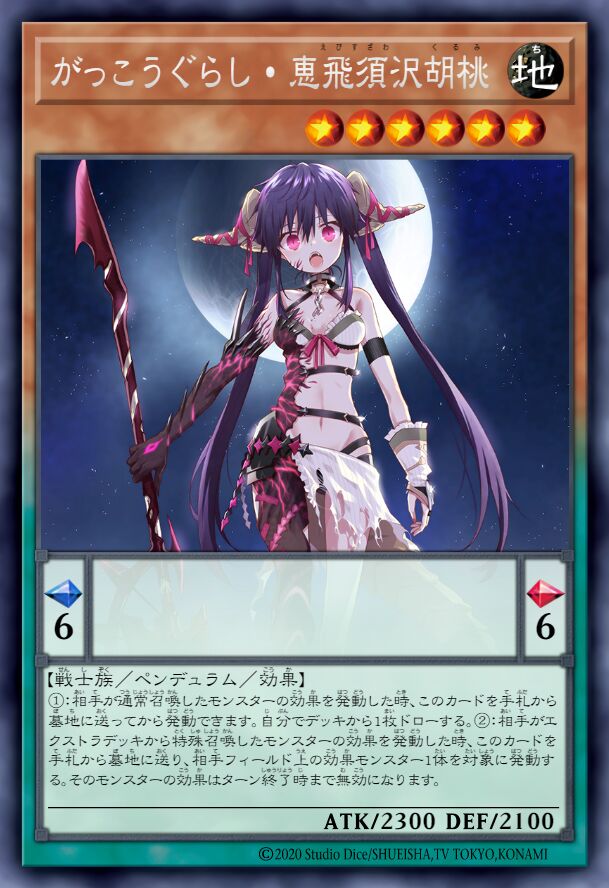 がっこうぐらし・恵飛須沢胡桃
えびすざわ くるみ
地
ち
6
6
【戦士族／ペンデュラム／効果】
①:相手が通常召喚したモンスターの効果を発動した時、このカードを手札から
墓地に送ってから発動できます。自分でデッキから1枚ドローする。②:相手がエ
クストラデッキから特殊召喚したモンスターの効果を発動した時、このカードを
手札から墓地に送り、相手フィールド上の効果モンスター1体を対象に発動す
る。そのモンスターの効果はターン終了時まで無効になります。
ATK/2300 DEF/2100
©2020 Studio Dice/SHUEISHA,TV TOKYO,KONAMI